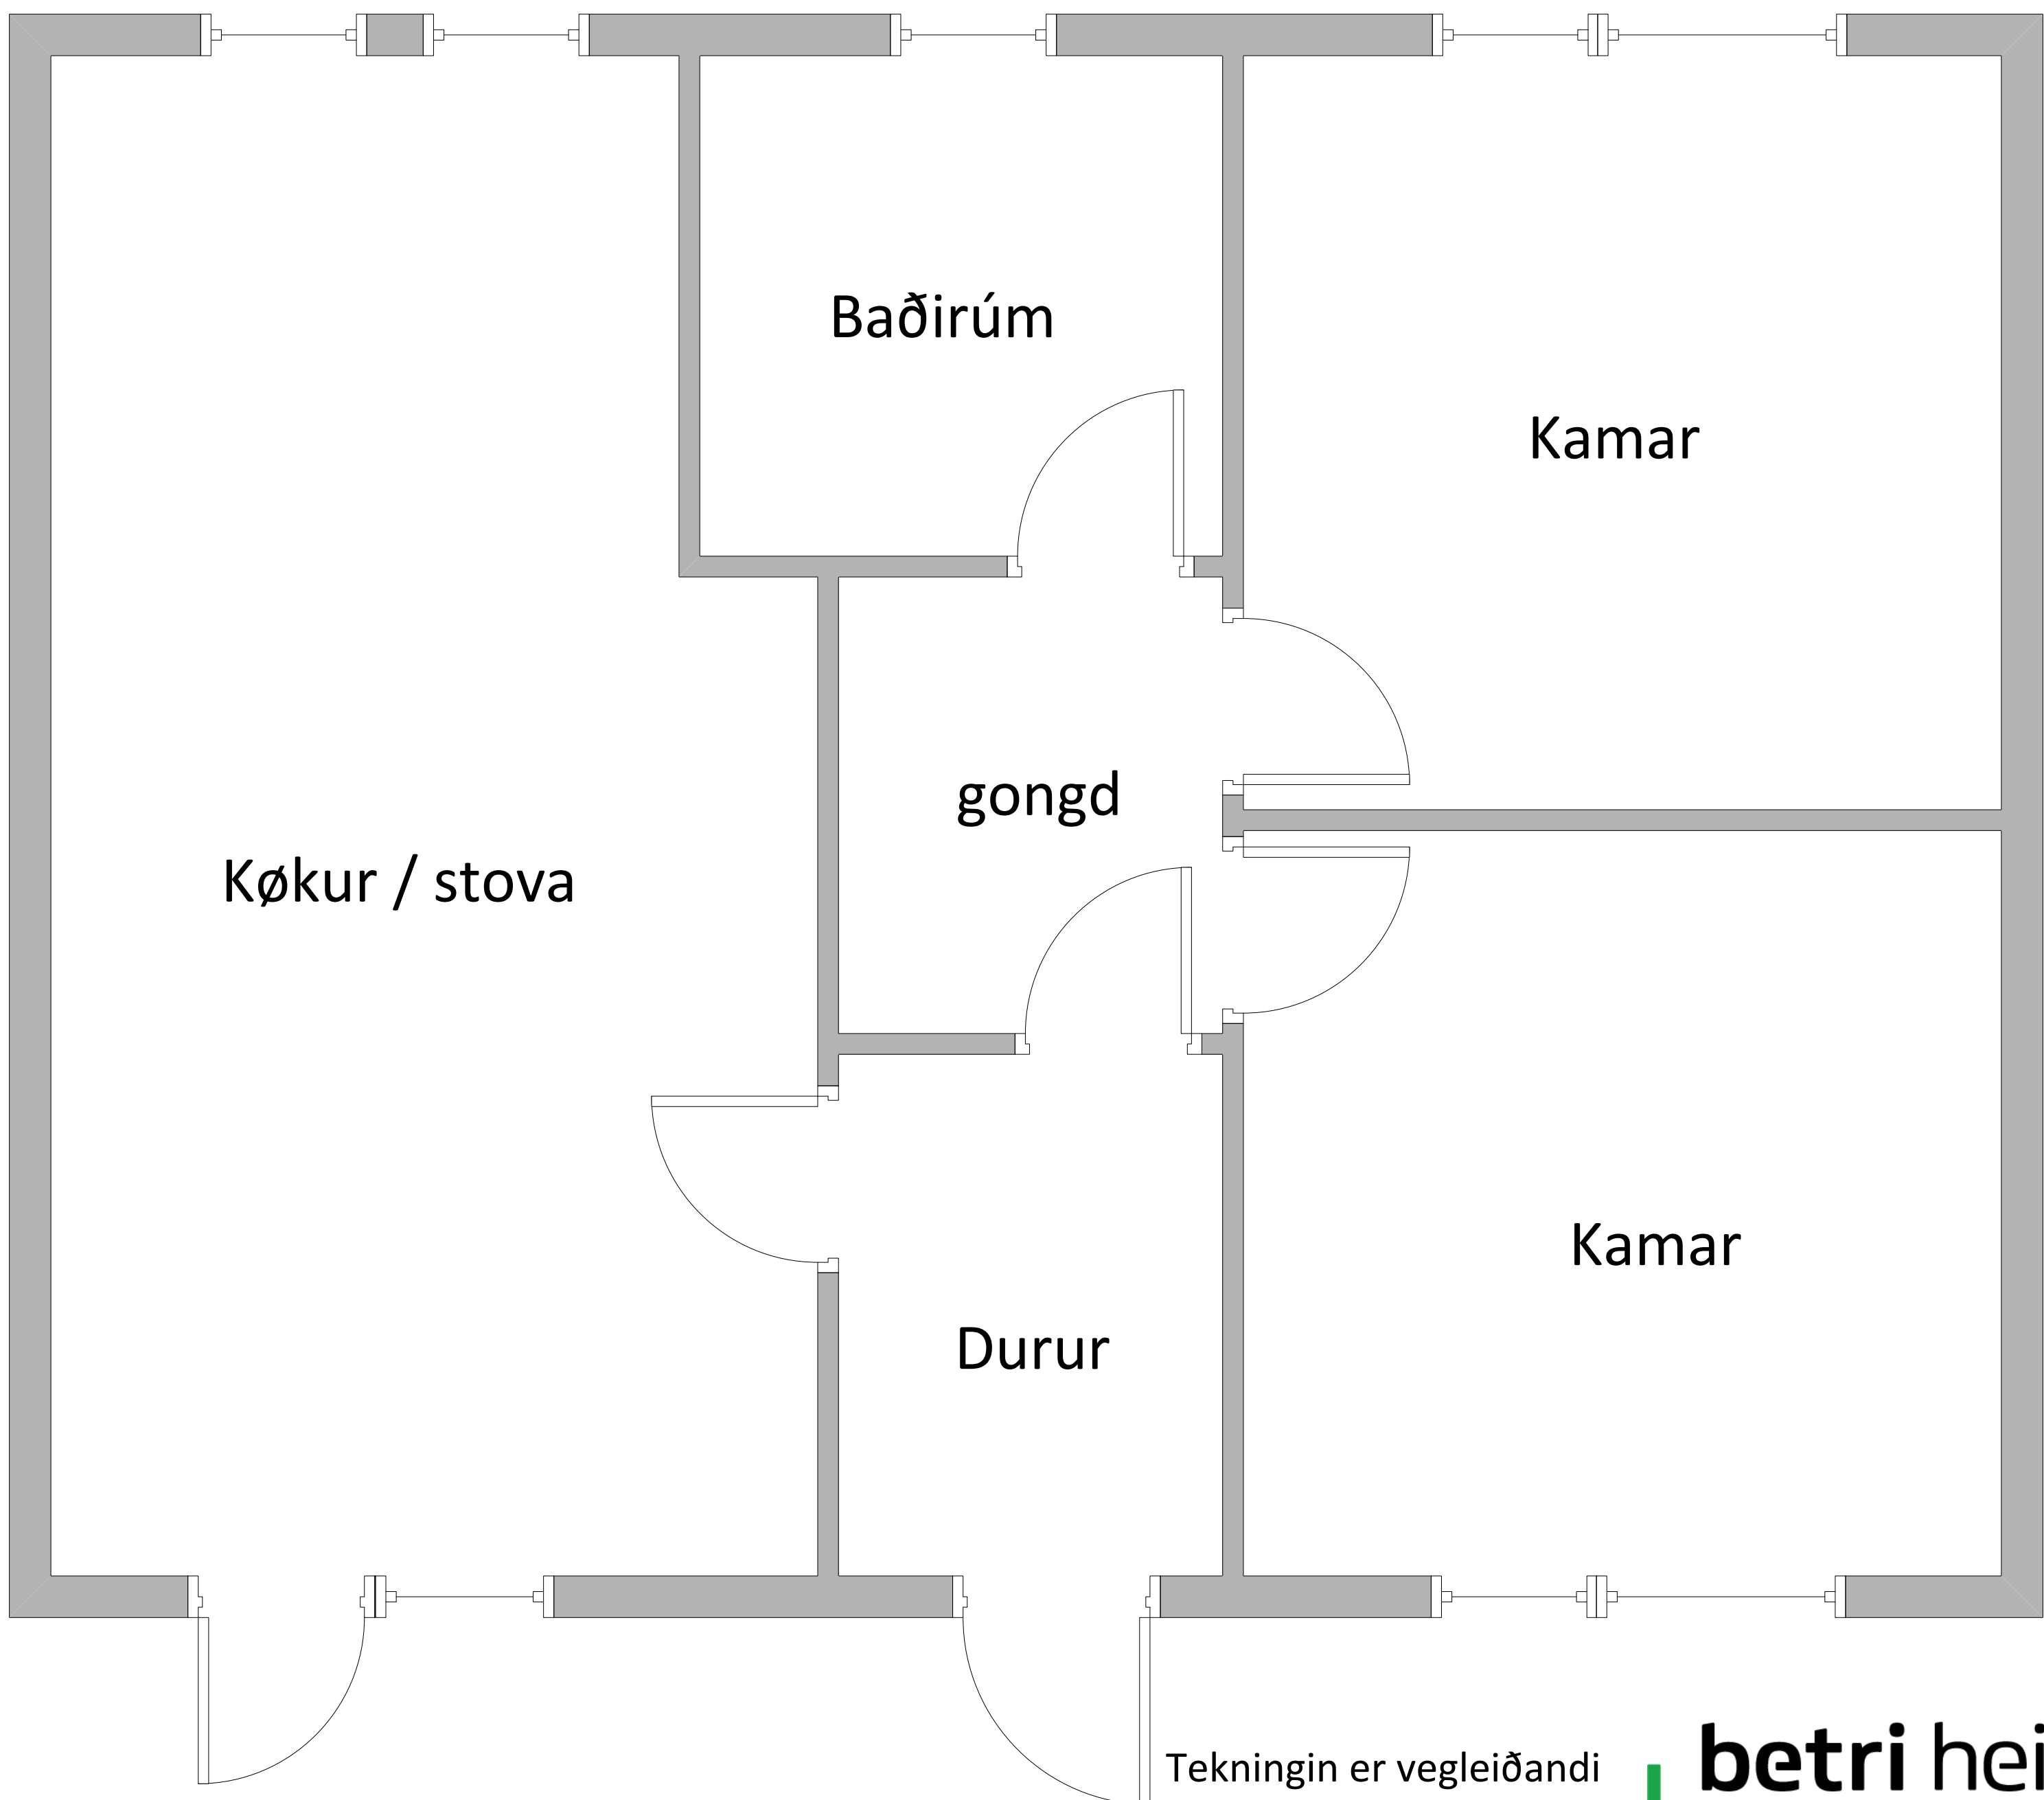 Baðirúm
Kamar
gongd
Køkur / stova
Kamar
Durur
Tekningin er vegleiðandi
betri hei